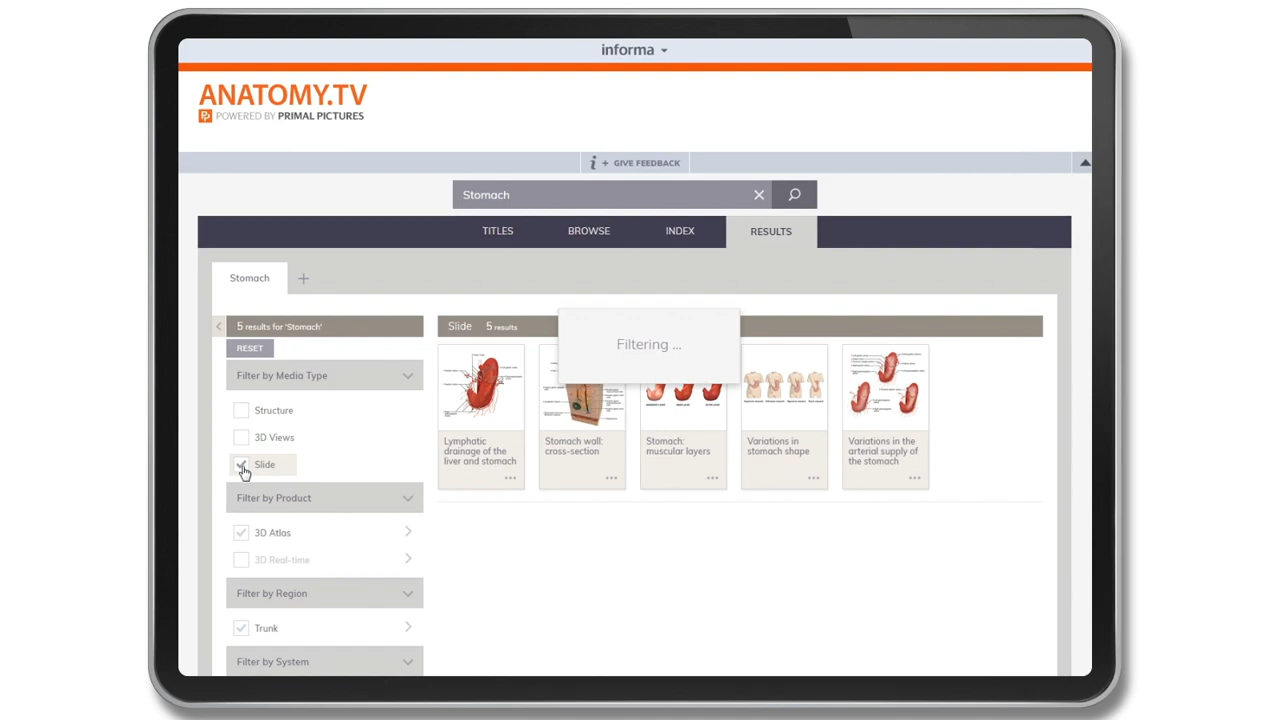 informa
ANATOMY.TV
POWERED BY PRIMAL PICTURES
i + GIVE FEEDBACK
Stomach
TITLES
BROWSE
INDEX
RESULTS
Stomach
5 results for 'Stomach'
RESET
Filter by Media Type
Structure
3D Views
Slide
Filter by Product
3D Atlas
3D Real-time
Filter by Region
Trunk
Filter by System
Slide 5 results
Filtering ...
Lymphatic
drainage of the
liver and stomach
Stomach wall:
cross-section
Stomach:
muscular layers
Variations in
stomach shape
Variations in the
arterial supply of
the stomach